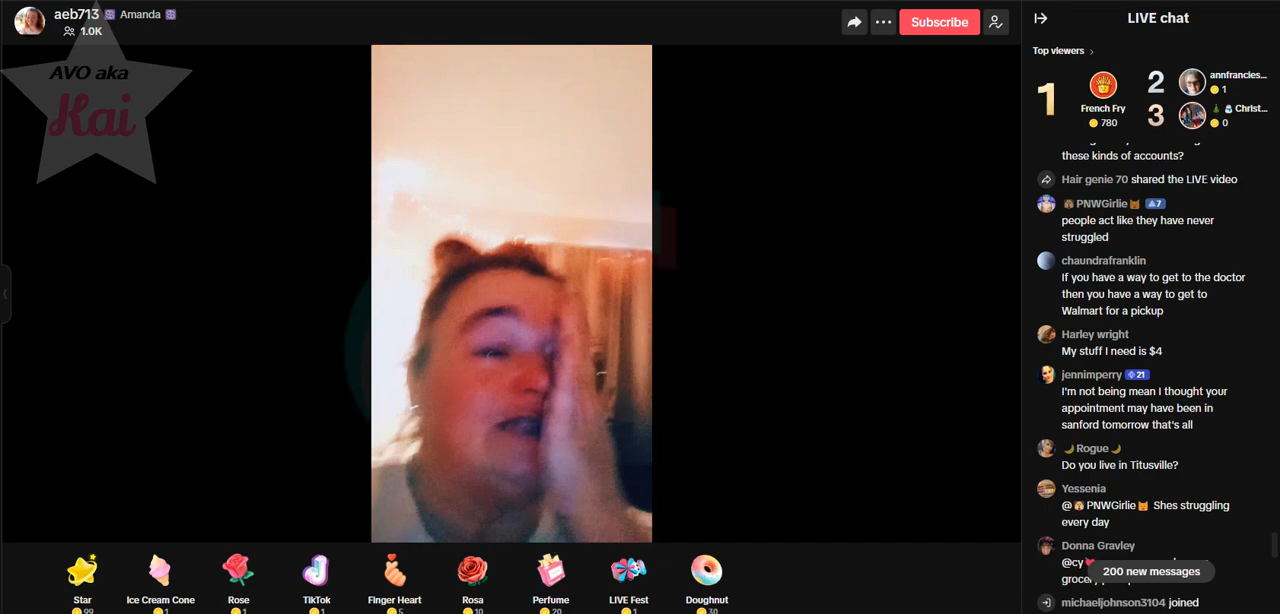 aeb713 Amanda
1.0K
AVO aka
Kai
Subscribe
LIVE chat
Top viewers
1
French Fry
780
2
annfrancies...
1
3
Christ...
0
these kinds of accounts?
Hair genie 70 shared the LIVE video
PNWGirlie 7
people act like they have never
struggled
chaundrafranklin
If you have a way to get to the doctor
then you have a way to get to
Walmart for a pickup
Harley wright
My stuff I need is $4
jennimperry 21
I'm not being mean I thought your
appointment may have been in
sanford tomorrow that's all
Rogue
Do you live in Titusville?
Yessenia
@ PNWGirlie Shes struggling
every day
Donna Gravley
@cy
200 new messages
michaeljohnson3104 joined
Star
99
Ice Cream Cone
1
Rose
1
TikTok
1
Finger Heart
5
Rosa
10
Perfume
20
LIVE Fest
1
Doughnut
30